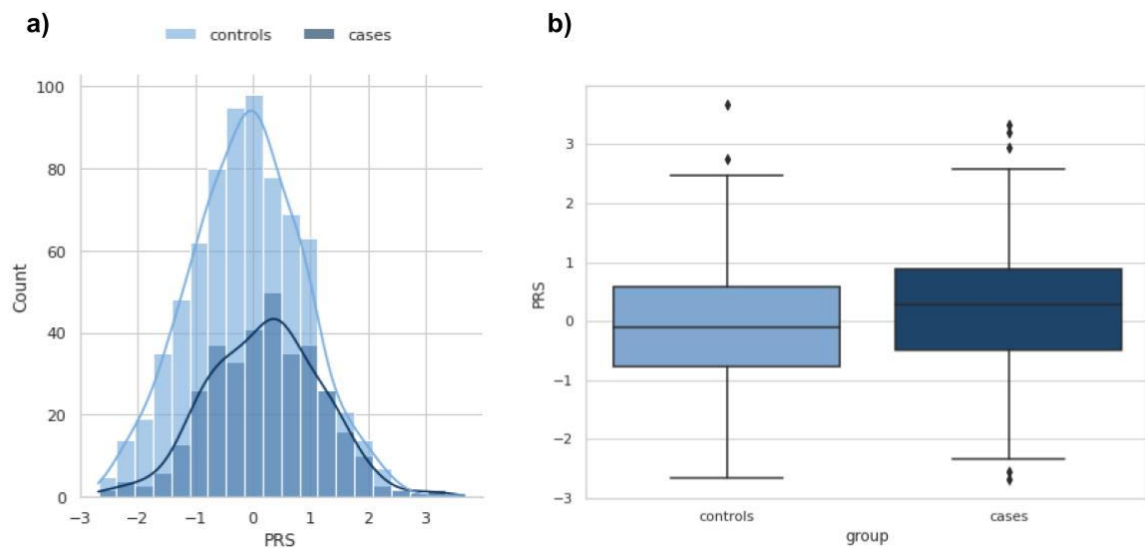 a)
controls cases
100
80
60
40
20
0
Count
−3 −2 −1 0 1 2 3
PRS
b)
3
2
1
0
−1
−2
−3
PRS
controls cases
group